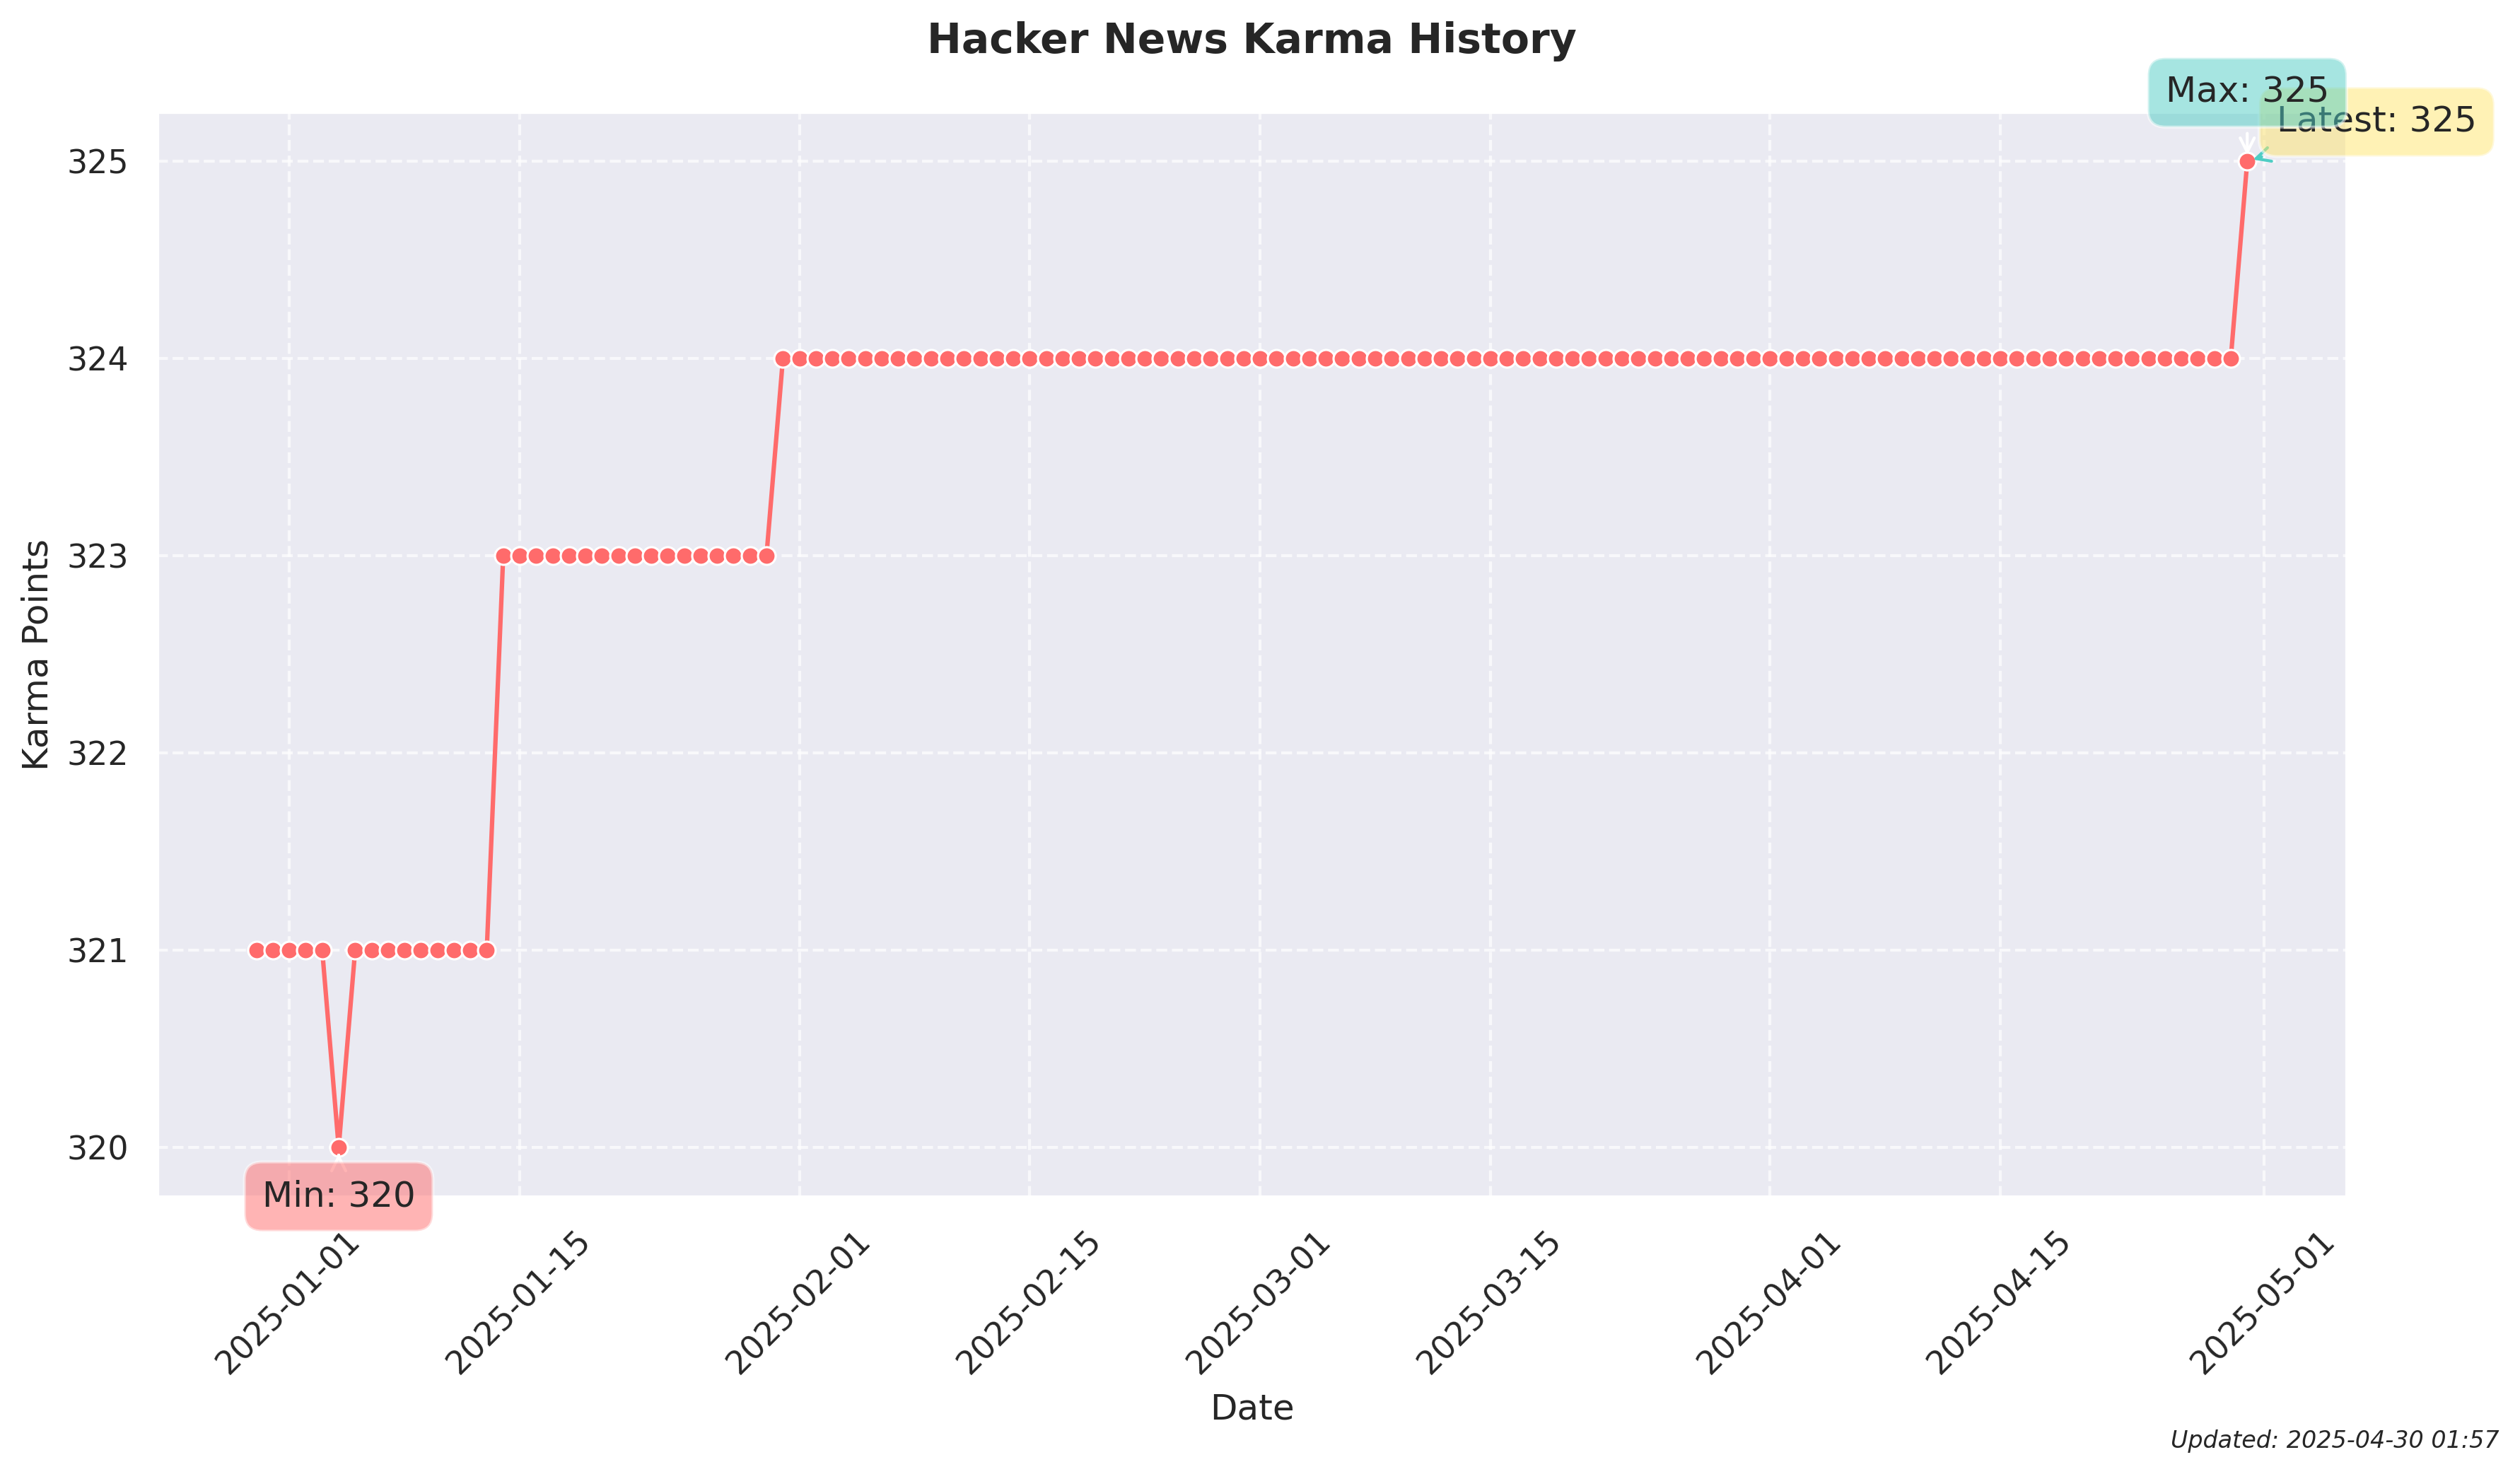 Hacker News Karma History
Max: 325
Latest: 325
325
324
323
322
321
320
Karma Points
Min: 320
2025-01-01
2025-01-15
2025-02-01
2025-02-15
2025-03-01
2025-03-15
2025-04-01
2025-04-15
2025-05-01
Date
Updated: 2025-04-30 01:57